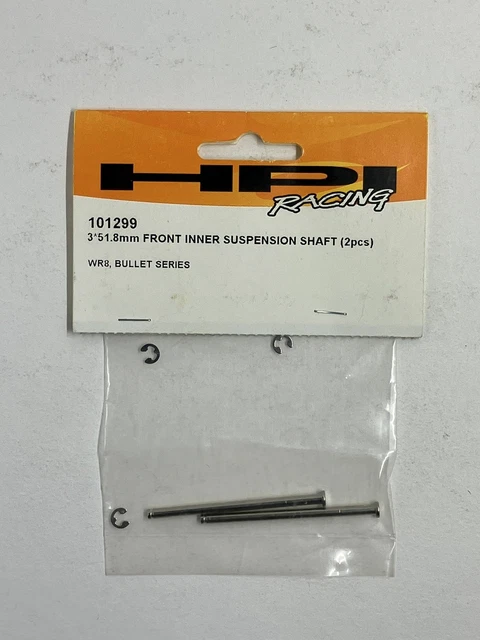 HPI
RACING
101299
3*51.8mm FRONT INNER SUSPENSION SHAFT (2pcs)
WR8, BULLET SERIES